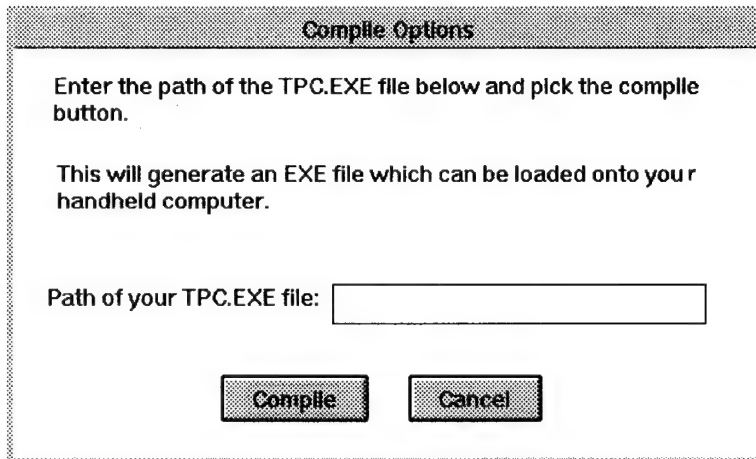 Compile Options
Enter the path of the TPC.EXE file below and pick the compile
button.
This will generate an EXE file which can be loaded onto you r
handheld computer.
Path of your TPC.EXE file:
Compile
Cancel